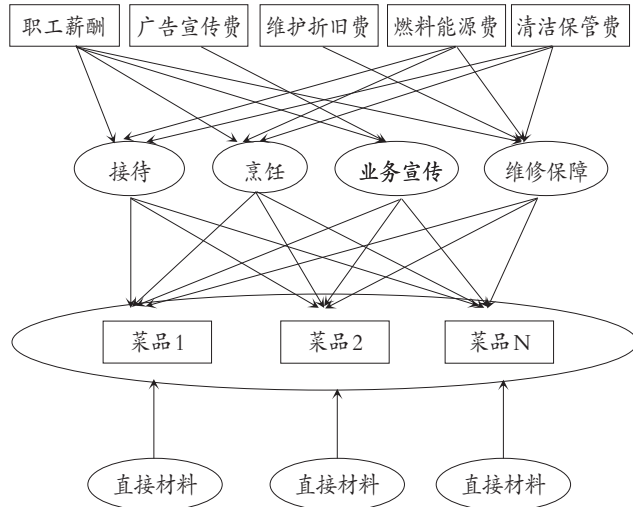 职工薪酬
广告宣传费
维护折旧费
燃料能源费
清洁保管费
接待
烹饪
业务宣传
维修保障
菜品1
菜品2
菜品N
直接材料
直接材料
直接材料